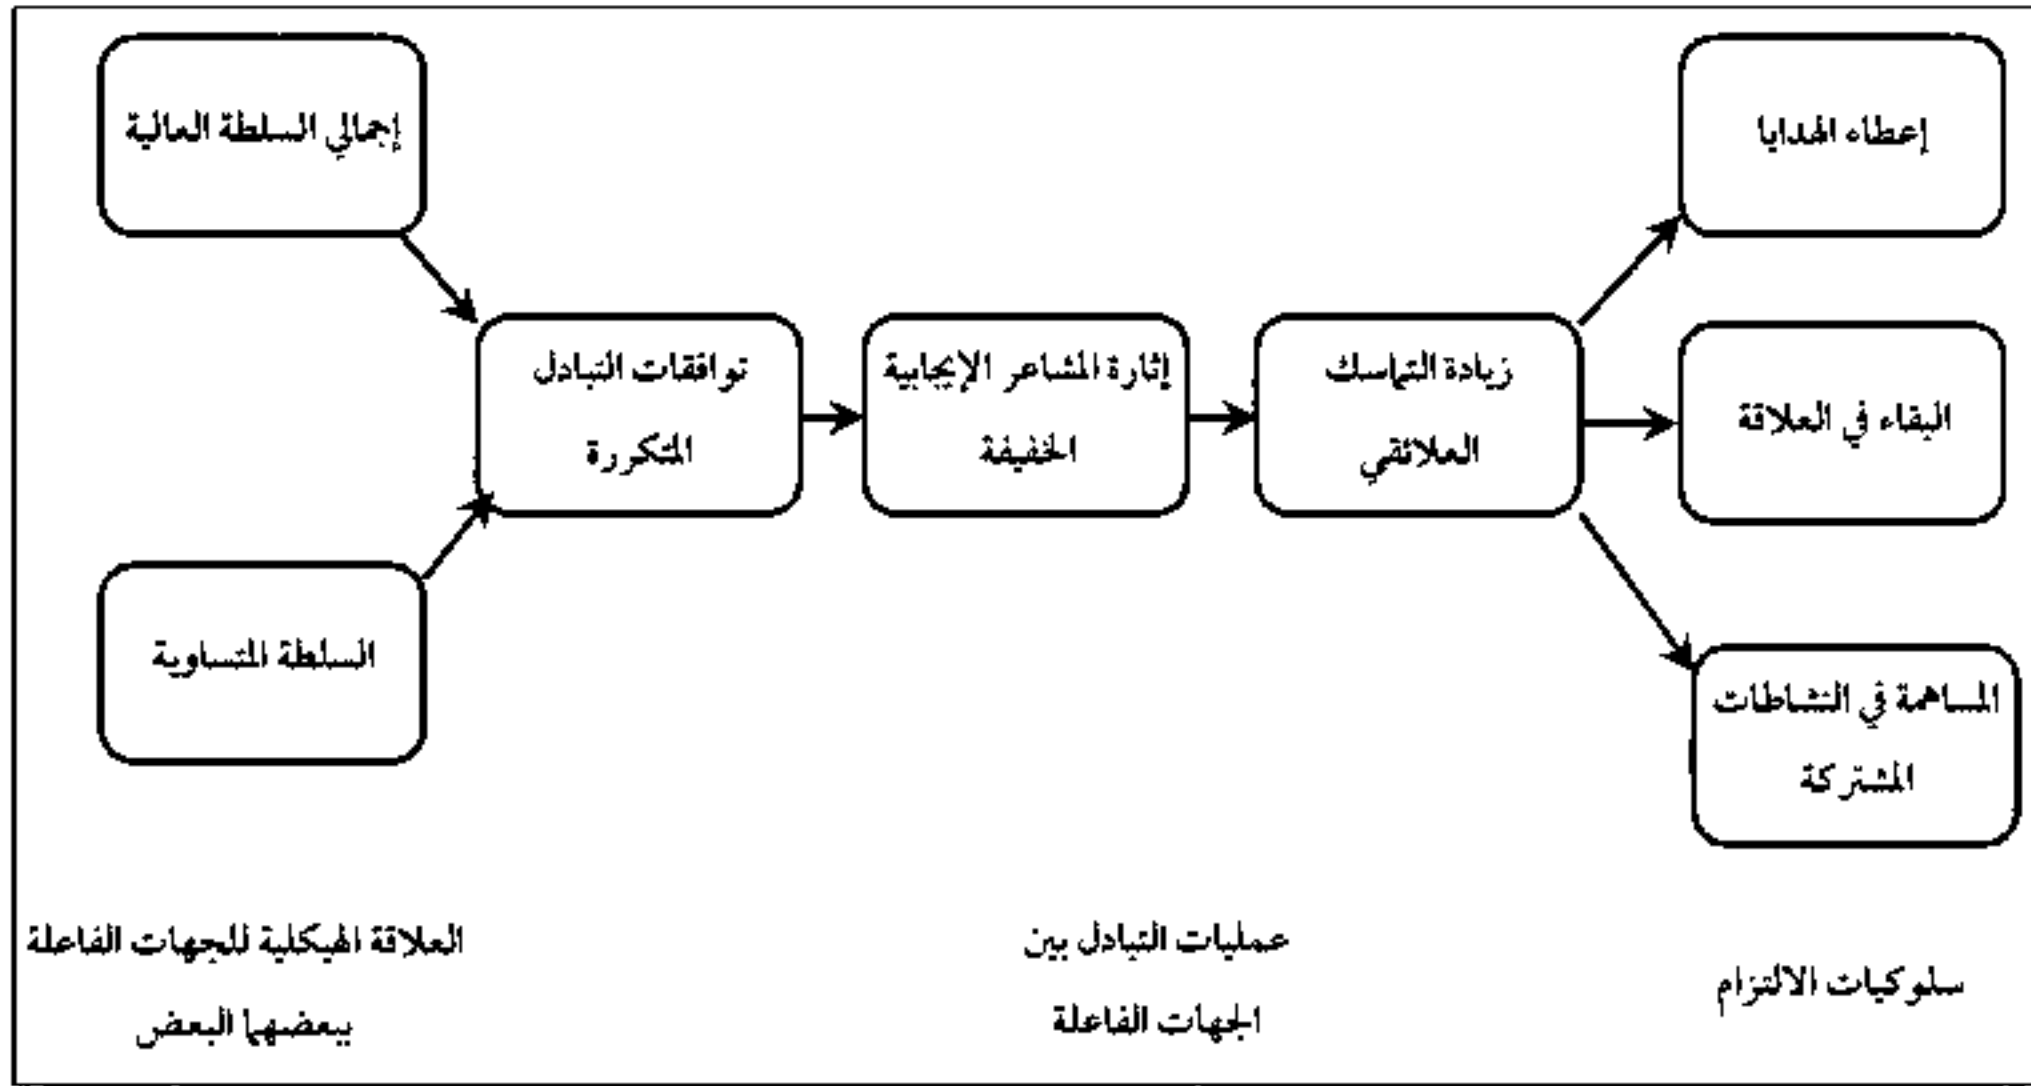 إجمالي السلطة العالية
السلطة المتساوية
توافقات التبادل
المتكررة
إثارة المشاعر الإيجابية
الخفيفة
زيادة التماسك
العلائقي
إعطاء الهدايا
البقاء في العلاقة
المساهمة في النشاطات
المشتركة
العلاقة الهيكلية للجهات الفاعلة
ببعضها البعض
عمليات التبادل بين
الجهات الفاعلة
سلوكيات الالتزام